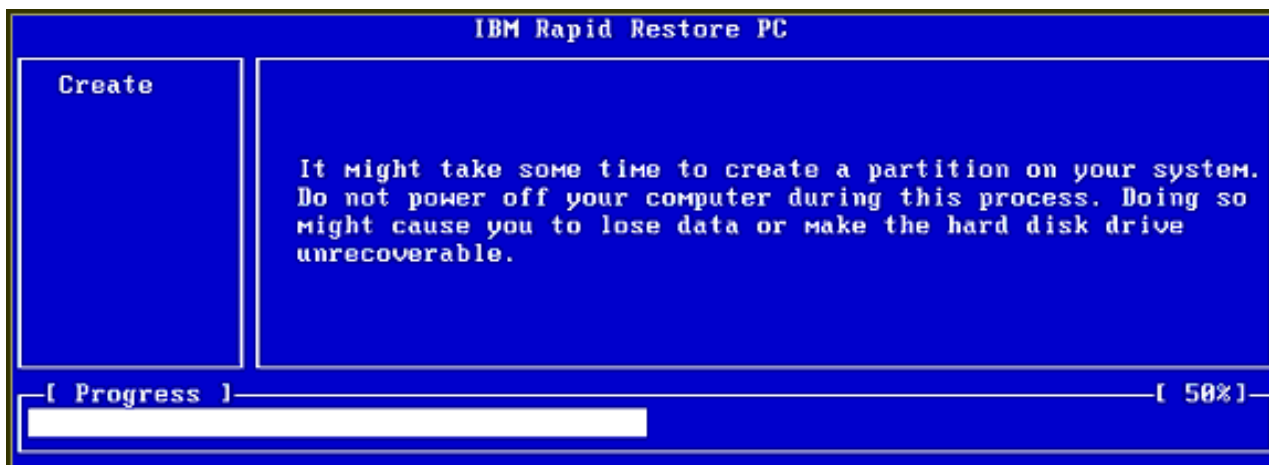 IBM Rapid Restore PC
Create
It might take some time to create a partition on your system.
Do not power off your computer during this process. Doing so
might cause you to lose data or make the hard disk drive
unrecoverable.
[ Progress ]
[ 50%]